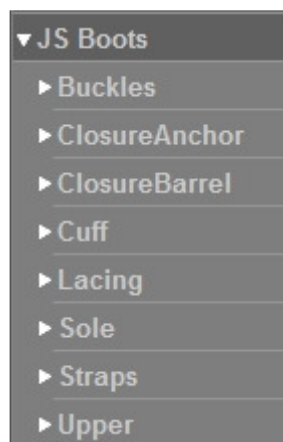 JS Boots
Buckles
ClosureAnchor
ClosureBarrel
Cuff
Lacing
Sole
Straps
Upper